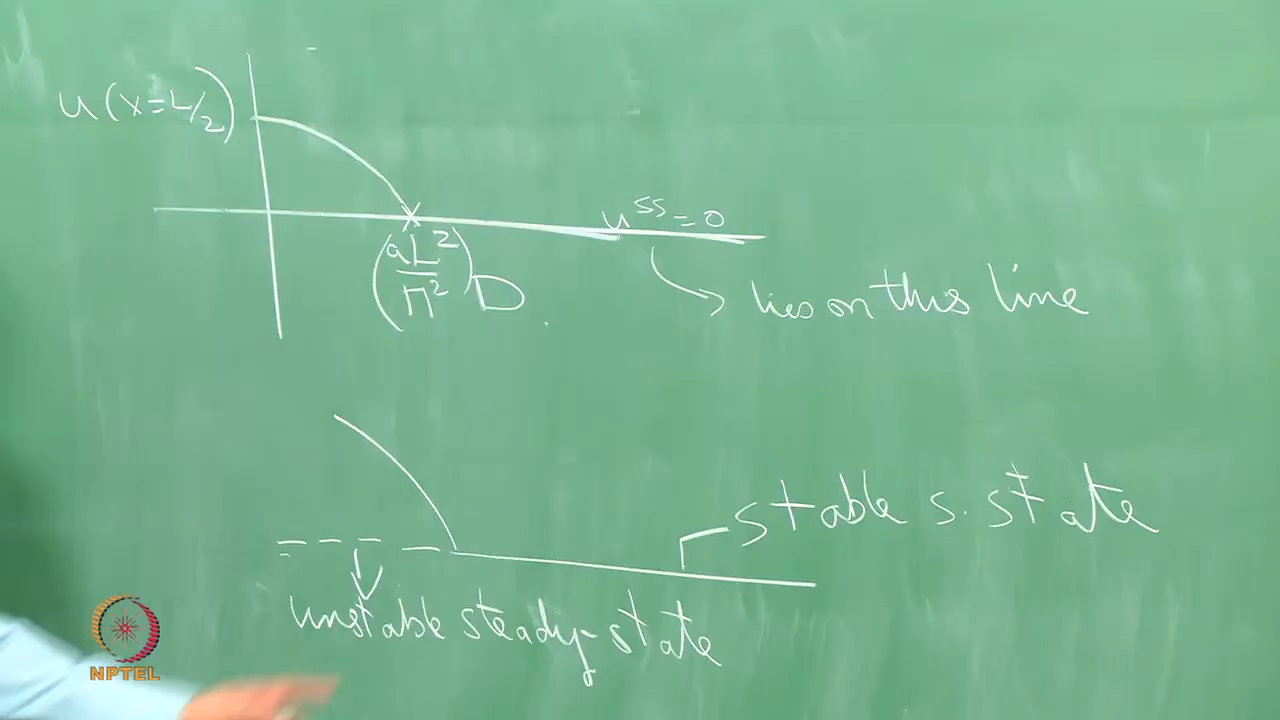 u(x=L/2)
u^ss = 0
(aL²/π²) D
lies on this line
stable s. state
unstable steady-state
NPTEL